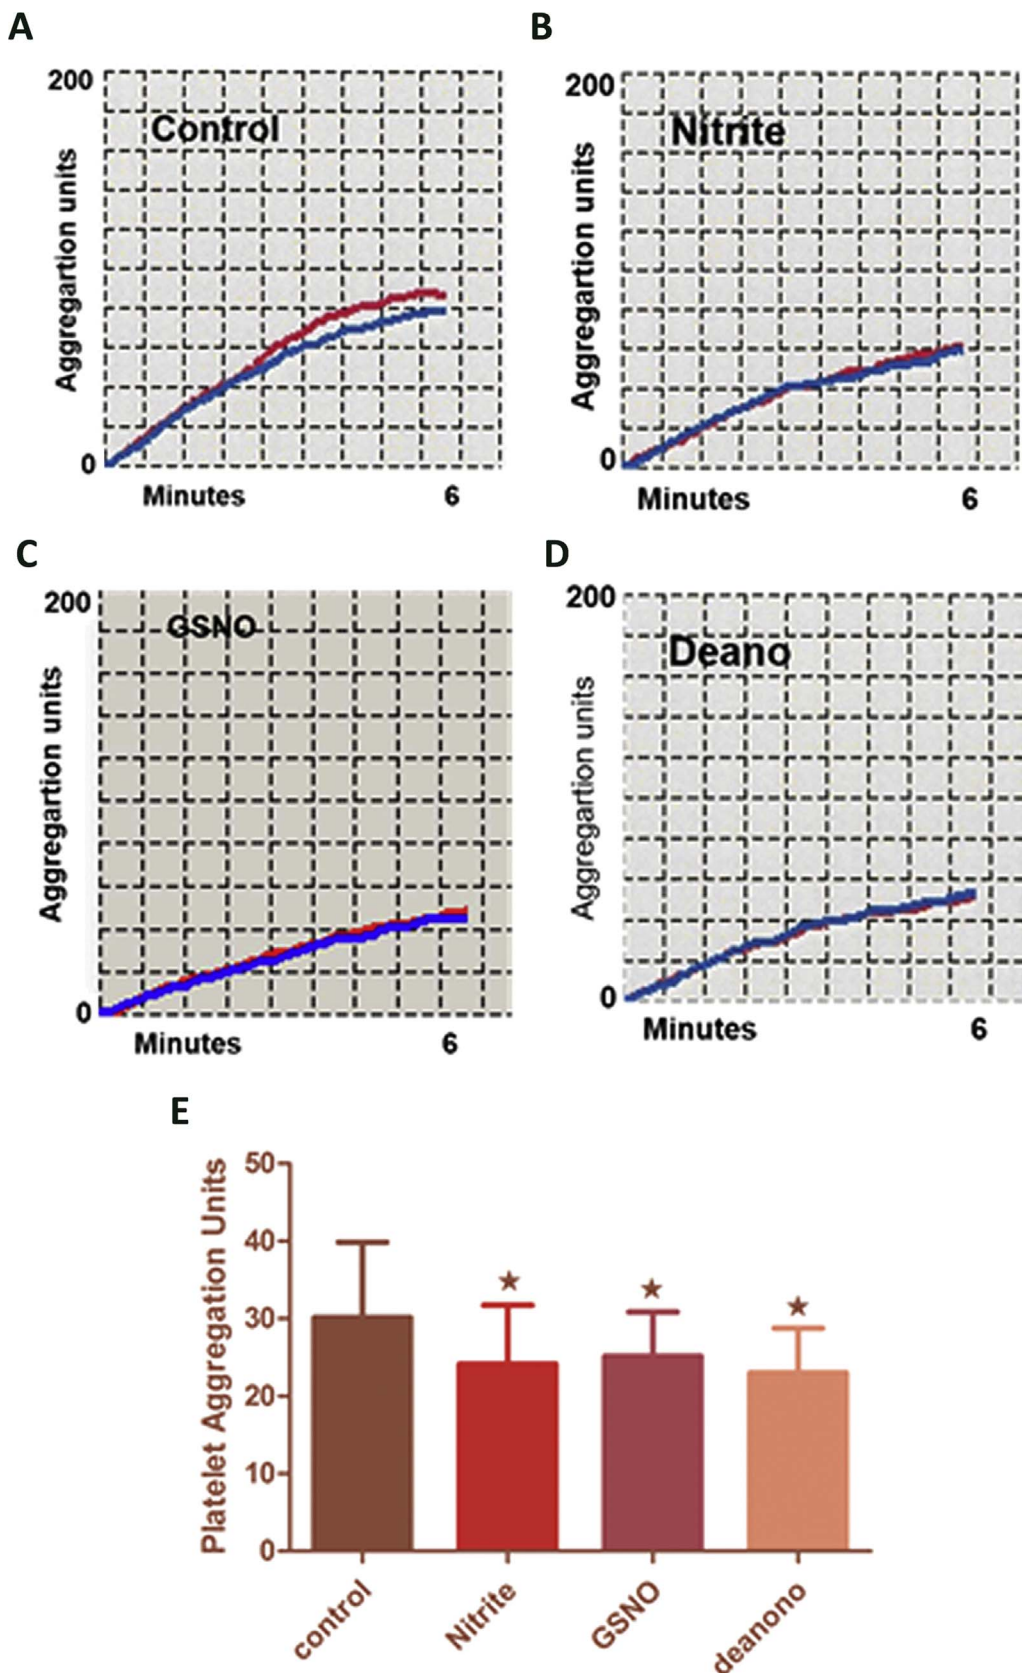 A
200
Control
Aggregartion units
0
Minutes 6
B
200
Nitrite
Aggregartion units
0
Minutes 6
C
200
GSNO
Aggregartion units
0
Minutes 6
D
200
Deano
Aggregartion units
0
Minutes 6
E
Platelet Aggregation Units
50
40
30
20
10
0
control
Nitrite
GSNO
deanono